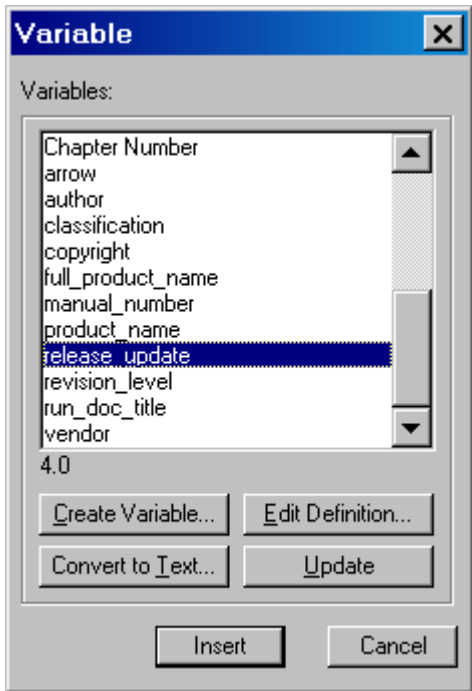 Variable
Variables:
Chapter Number
arrow
author
classification
copyright
full_product_name
manual_number
product_name
release_update
revision_level
run_doc_title
vendor
4.0
Create Variable... Edit Definition...
Convert to Text... Update
Insert Cancel